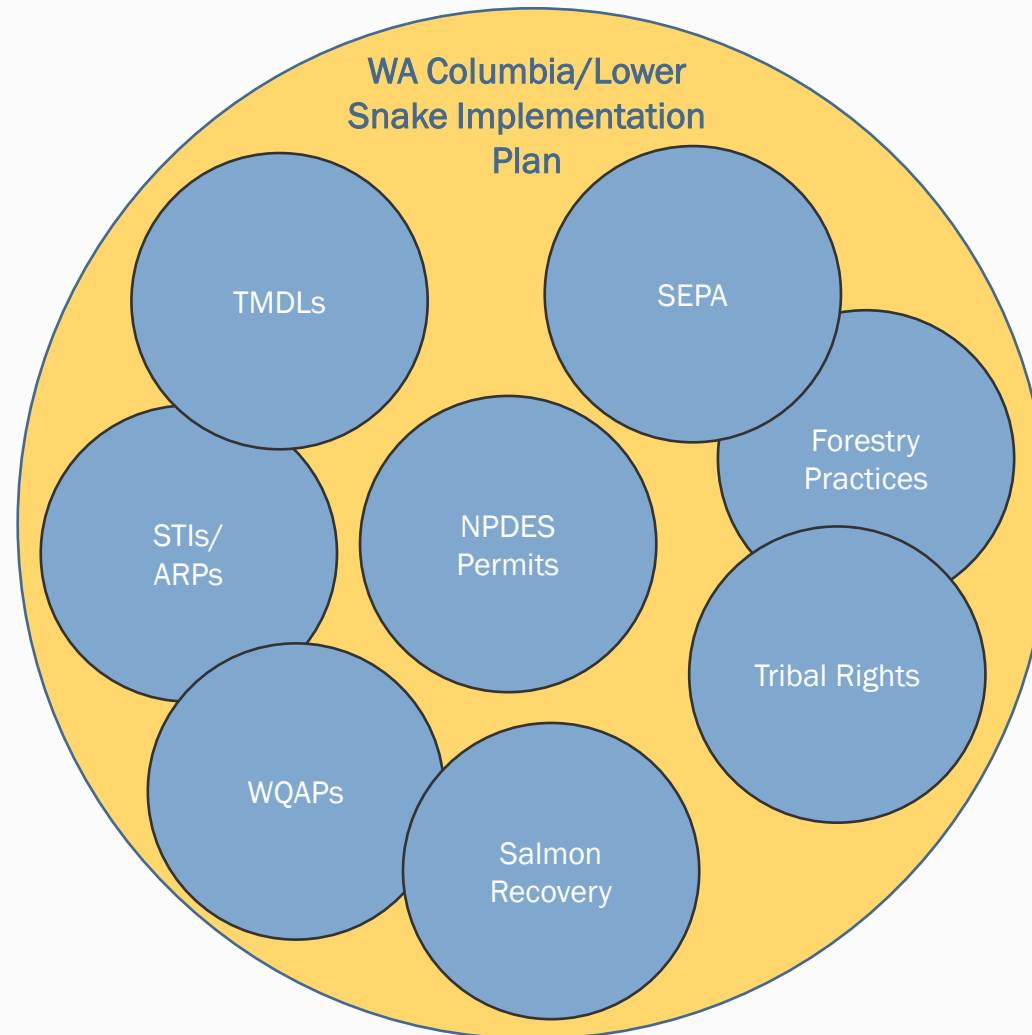 WA Columbia/Lower
Snake Implementation
Plan
TMDLs
SEPA
Forestry
Practices
STIs/
ARPs
NPDES
Permits
Tribal Rights
WQAPs
Salmon
Recovery